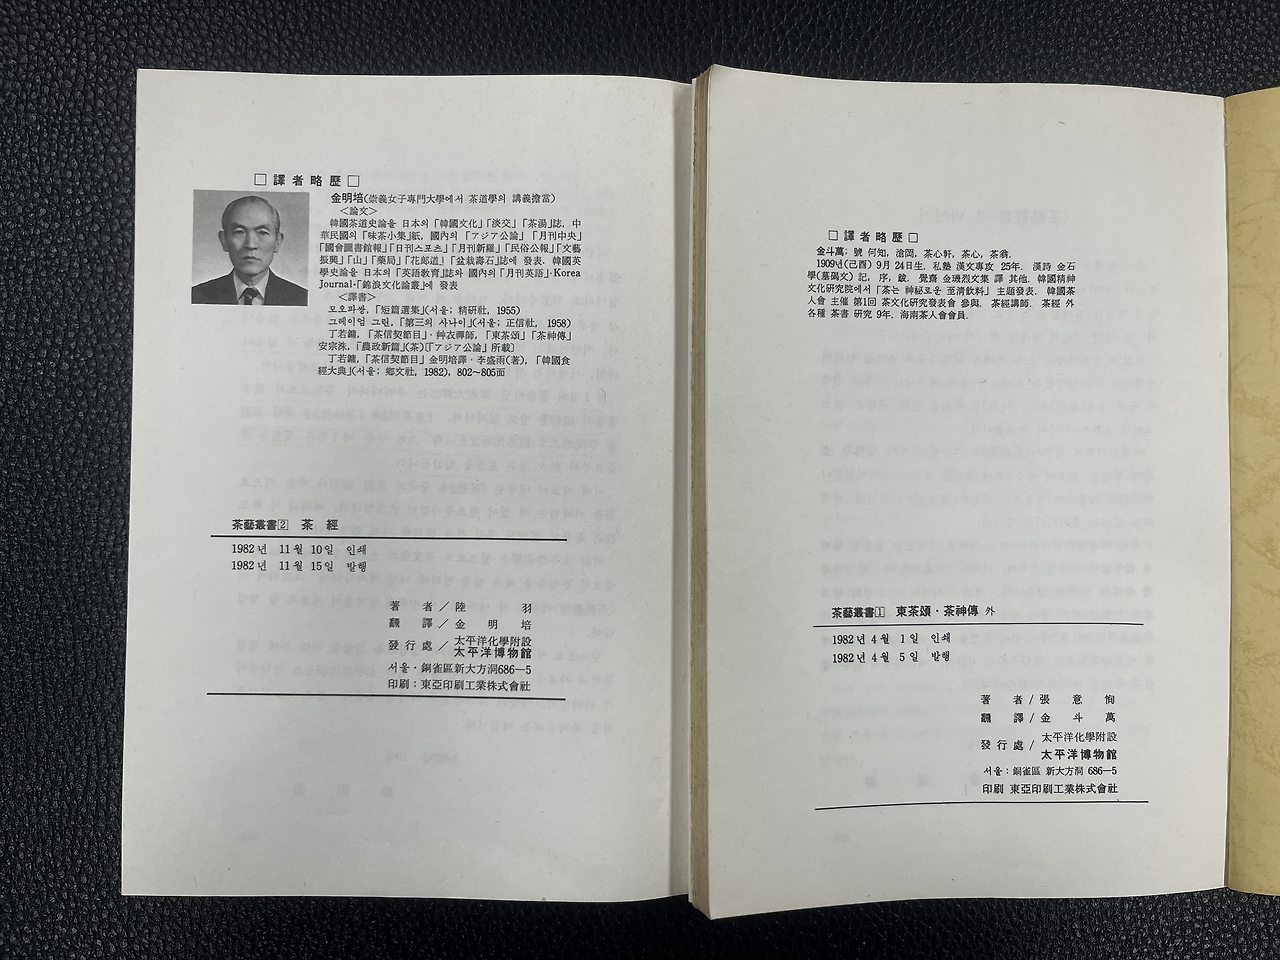 □ 譯 者 略 歷 □
金明培(崇義女子專門大學에서 茶道學의 講義擔當)
<論文>
韓國茶道史論을 日本의 「韓國文化」「淡交」「茶湯」誌, 中
華民國의 「味茶小集」紙, 國內의 「アジア公論」 「月刊中央」
「國會圖書館報」「日刊스포츠」「月刊新羅」「民俗公報」「文藝
振興」「山」「藥局」「花郎道」「盆栽壽石」誌에 發表. 韓國英
學史論을 日本의 「英語教育」誌와 國內의 「月刊英語」·Korea
Journal·「錦浪文化論叢」에 發表
<譯書>
모오파쌍, 「短篇選集」(서울; 精研社, 1955)
그레이엄 그린, 「第三의 사나이」(서울; 正信社, 1958)
丁若鏞, 「茶信契節目」·艸衣禪師, 「東茶頌」「茶神傳」
安宗洙, 「農政新篇」(茶)[「アジア公論」 所載]
丁若鏞, 「茶信契節目」 金明培譯·李盛雨(著), 「韓國食
經大典」(서울; 鄕文社, 1982), 802~805面
茶藝叢書② 茶 經
1982년 11월 10일 인쇄
1982년 11월 15일 발행
著 者/陸 羽
飜 譯/金 明 培
發 行 處/太平洋化學附設
太平洋博物館
서울·銅雀區新大方洞686—5
印刷：東亞印刷工業株式會社
□ 譯 者 略 歷 □
金斗萬; 號 何知, 滄岡, 茶心軒, 茶心, 茶翁.
1909년(己酉) 9월 24日生. 私塾 漢文專攻 25年. 漢詩 金石
學(墓碣文) 記, 序, 跋. 覺齋 金璣烈文集 譯 其他. 韓國精神
文化硏究院에서 「茶는 神祕로운 至淸飮料」 主題發表. 韓國茶
人會 主催 第1回 茶文化研究發表會 參與. 茶經講師. 茶經 外
各種 茶書 研究 9年. 海南茶人會會員.
茶藝叢書① 東茶頌·茶神傳 外
1982년 4 월 1 일 인쇄
1982년 4 월 5 일 발행
著 者 / 張 意 恂
飜 譯 / 金 斗 萬
發 行 處/ 太平洋化學附設
太平洋博物館
서울：銅雀區 新大方洞 686—5
印刷 東亞印刷工業株式會社